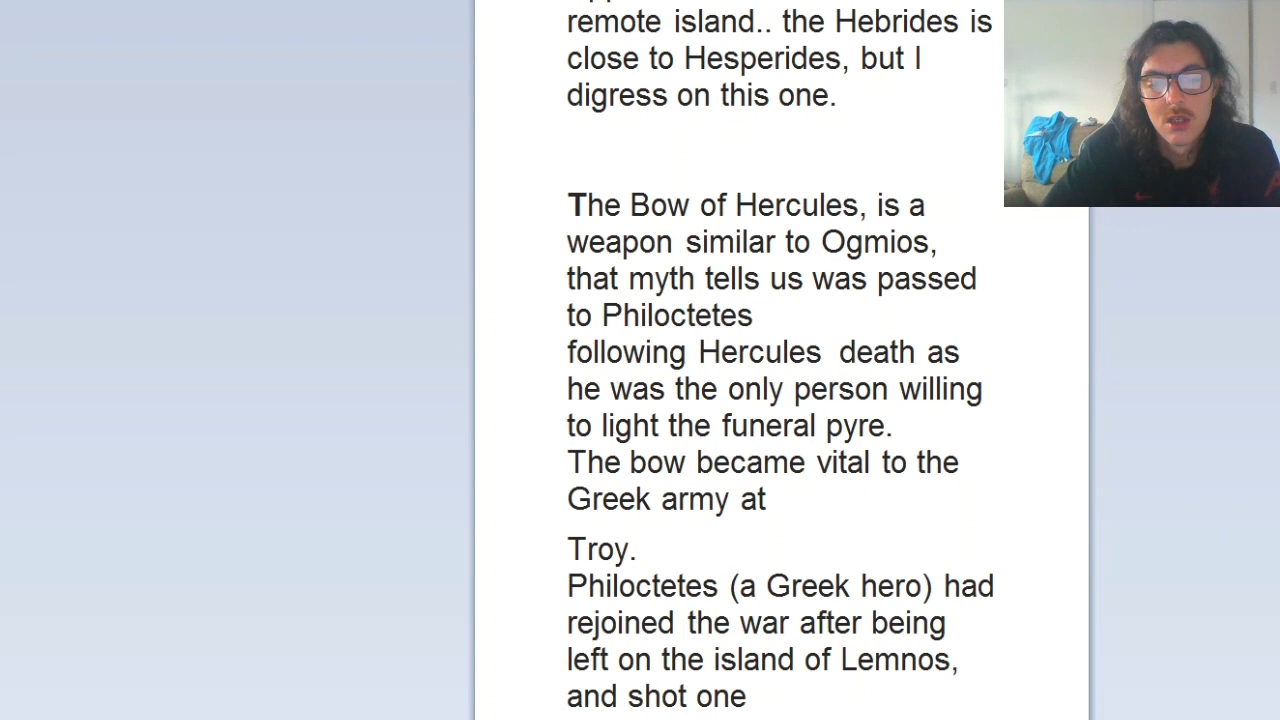 remote island.. the Hebrides is
close to Hesperides, but I
digress on this one.
The Bow of Hercules, is a
weapon similar to Ogmios,
that myth tells us was passed
to Philoctetes
following Hercules death as
he was the only person willing
to light the funeral pyre.
The bow became vital to the
Greek army at
Troy.
Philoctetes (a Greek hero) had
rejoined the war after being
left on the island of Lemnos,
and shot one